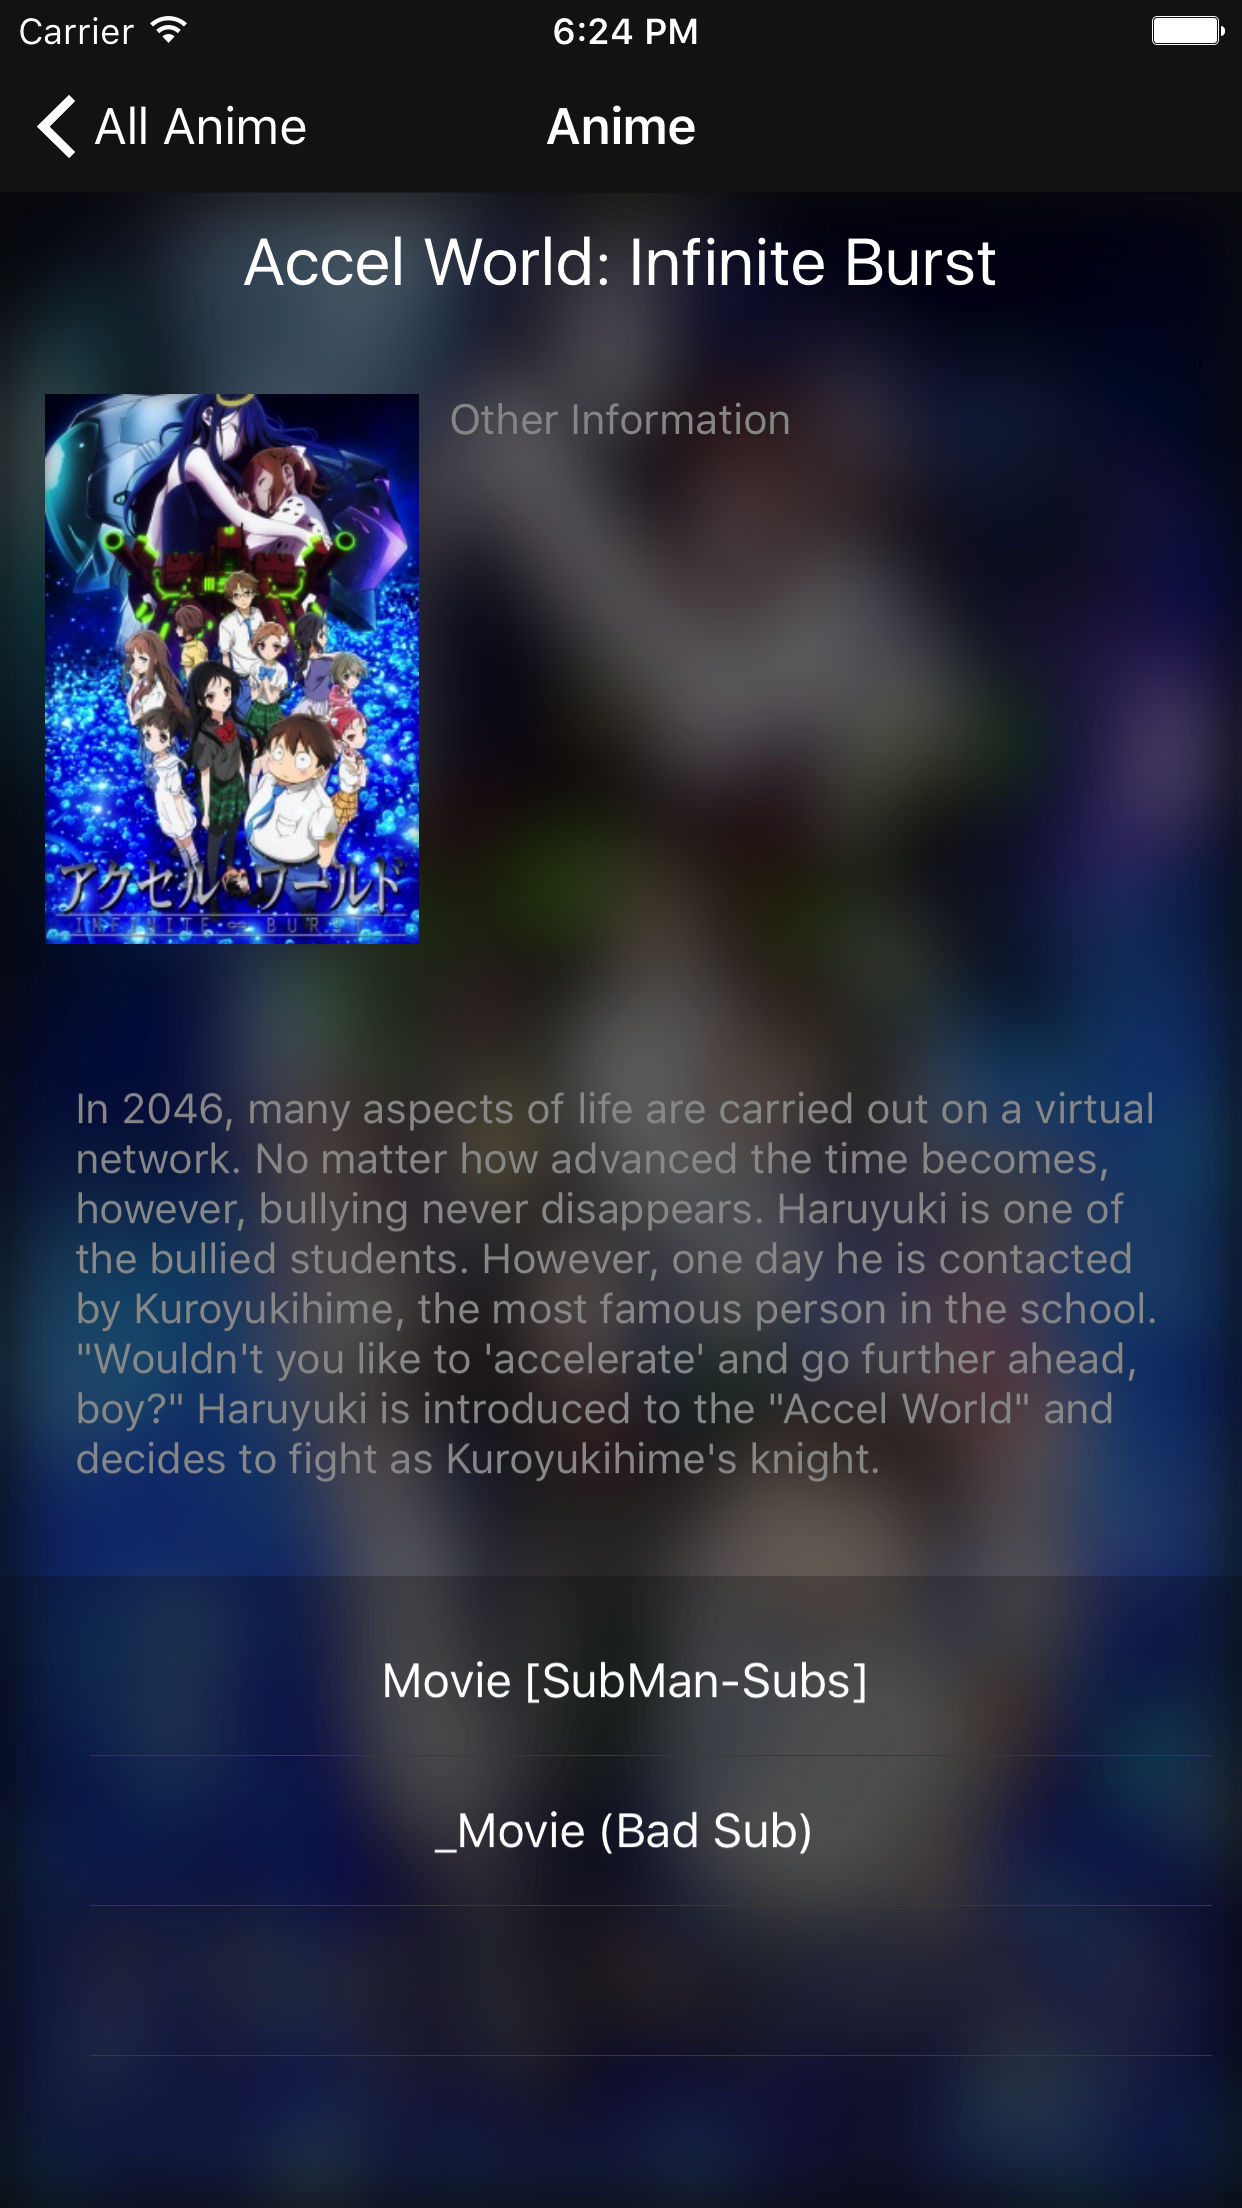 Carrier
6:24 PM
All Anime
Anime
Accel World: Infinite Burst
Other Information
アクセル・ワールド
INFINITE ∞ BURST
In 2046, many aspects of life are carried out on a virtual
network. No matter how advanced the time becomes,
however, bullying never disappears. Haruyuki is one of
the bullied students. However, one day he is contacted
by Kuroyukihime, the most famous person in the school.
"Wouldn't you like to 'accelerate' and go further ahead,
boy?" Haruyuki is introduced to the "Accel World" and
decides to fight as Kuroyukihime's knight.
Movie [SubMan-Subs]
_Movie (Bad Sub)